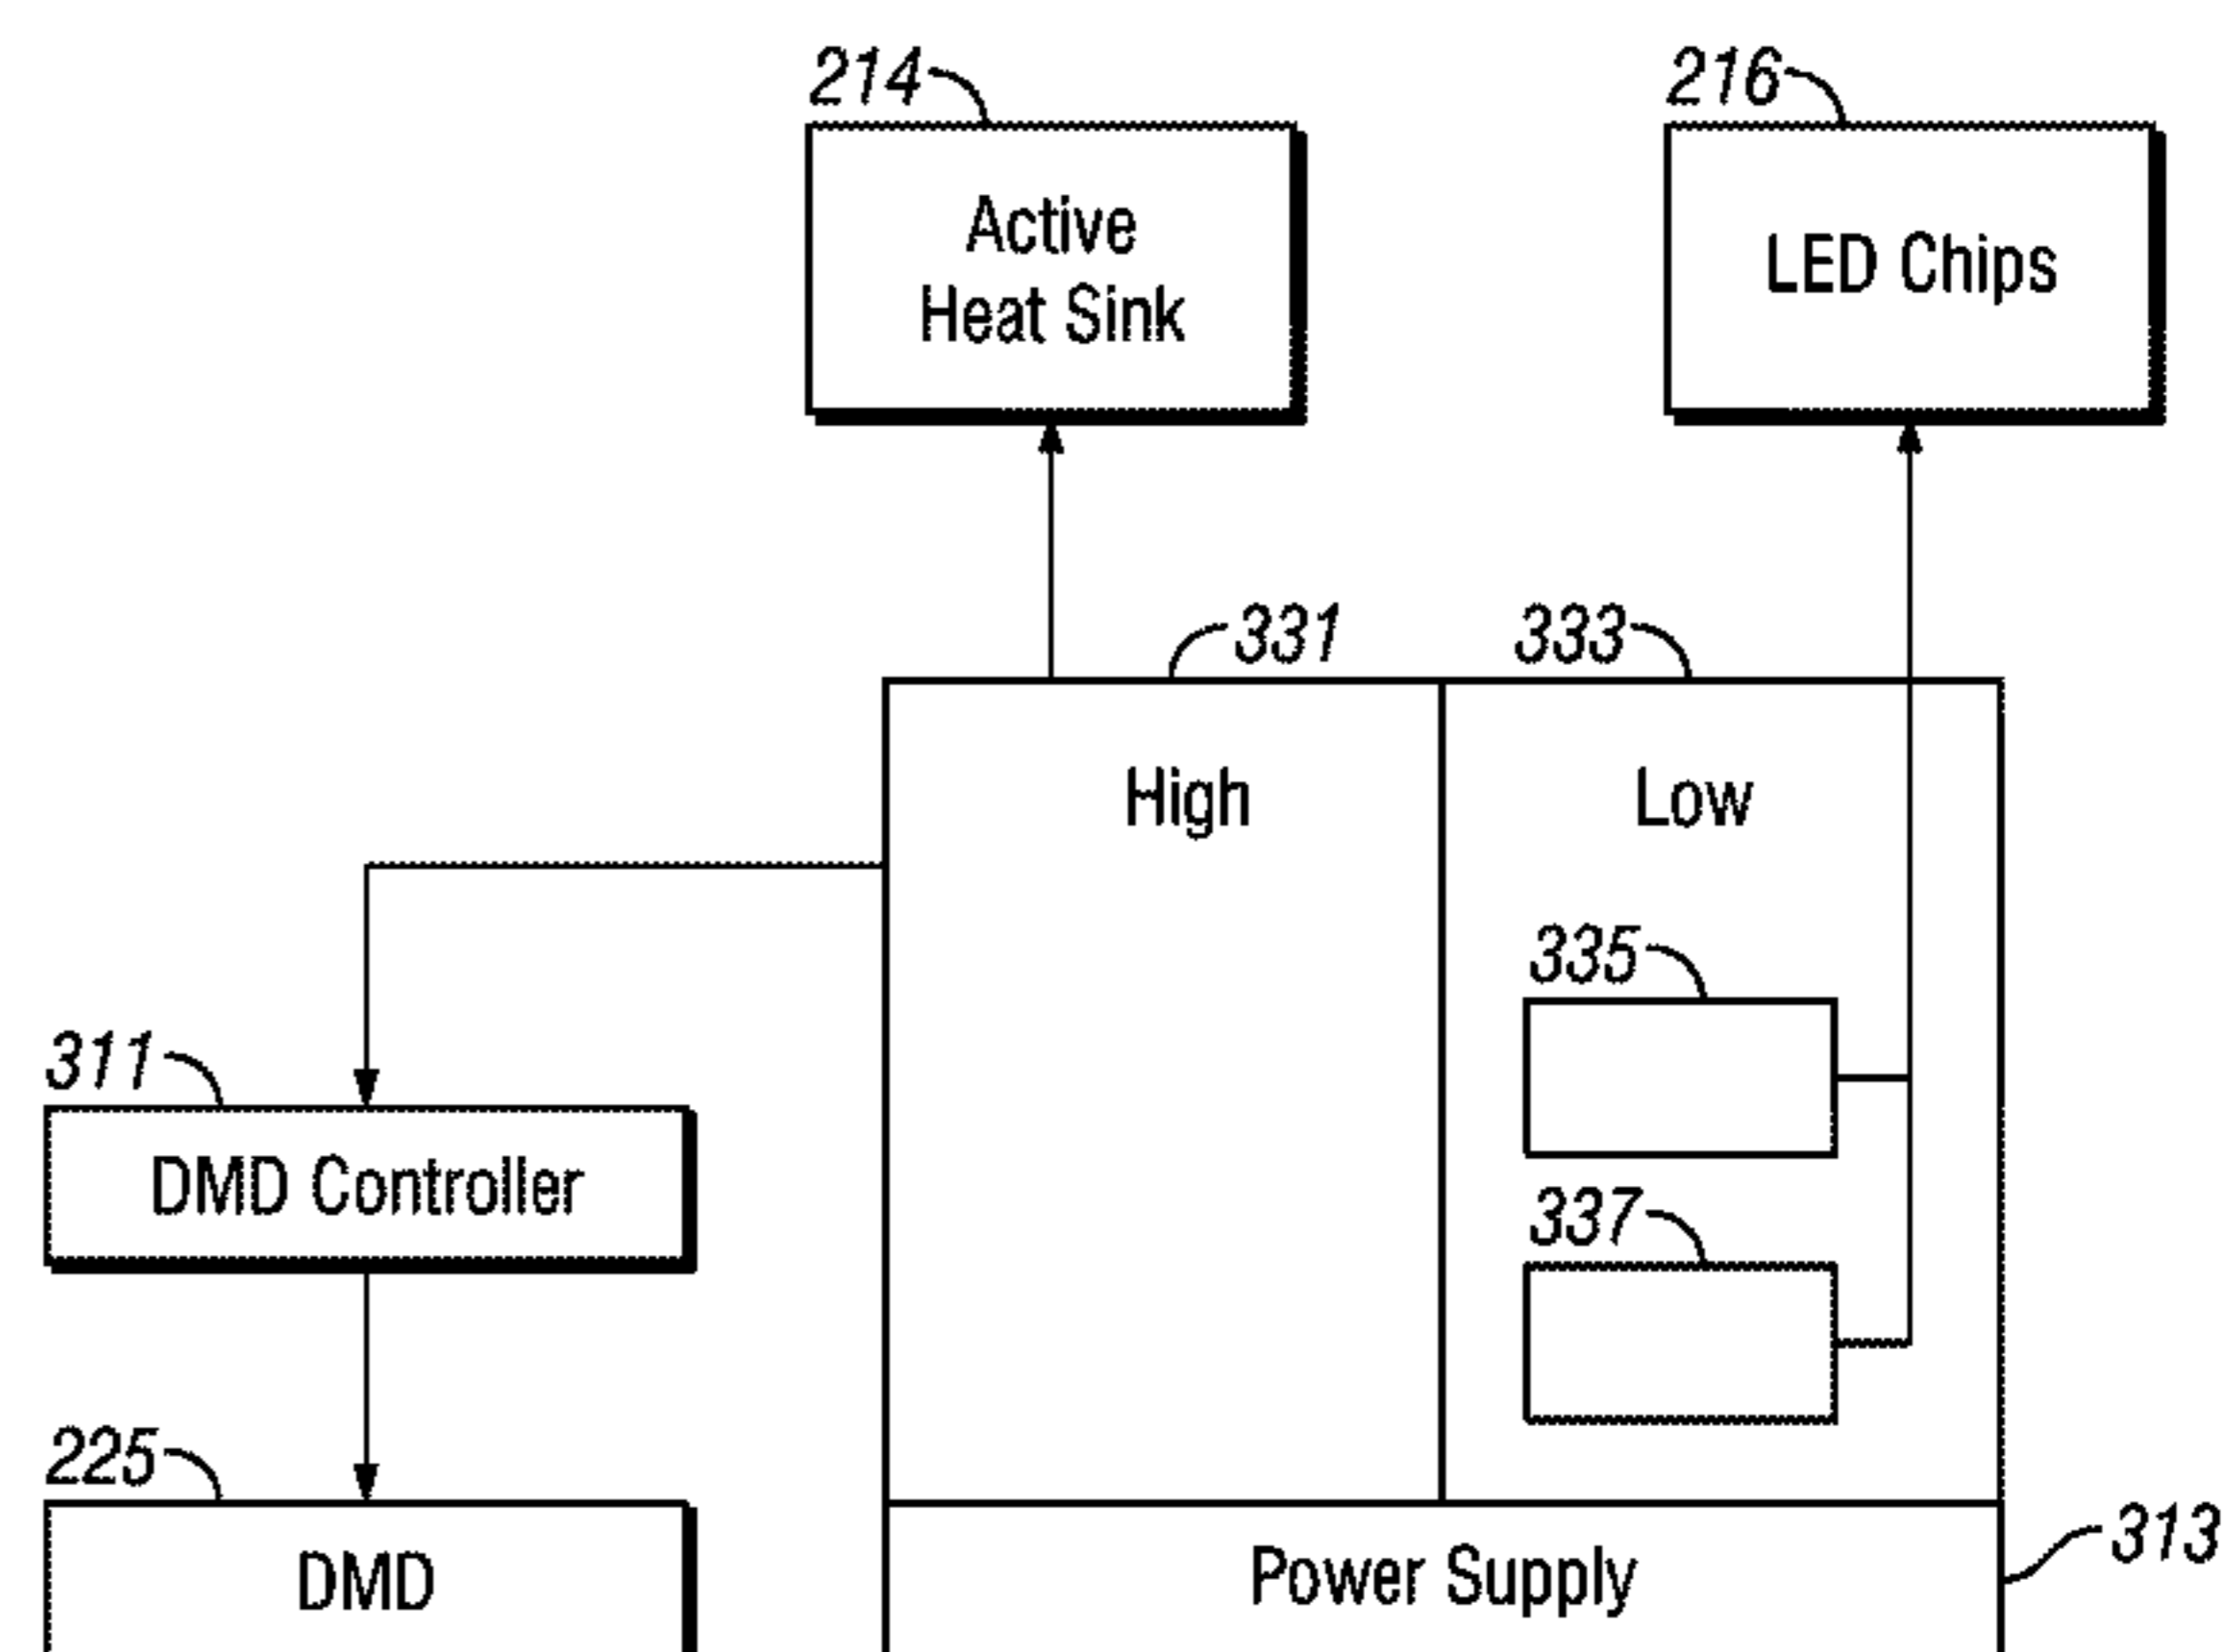 214
216
Active
Heat Sink
LED Chips
331
333
High
Low
335
311
DMD Controller
337
225
313
DMD
Power Supply